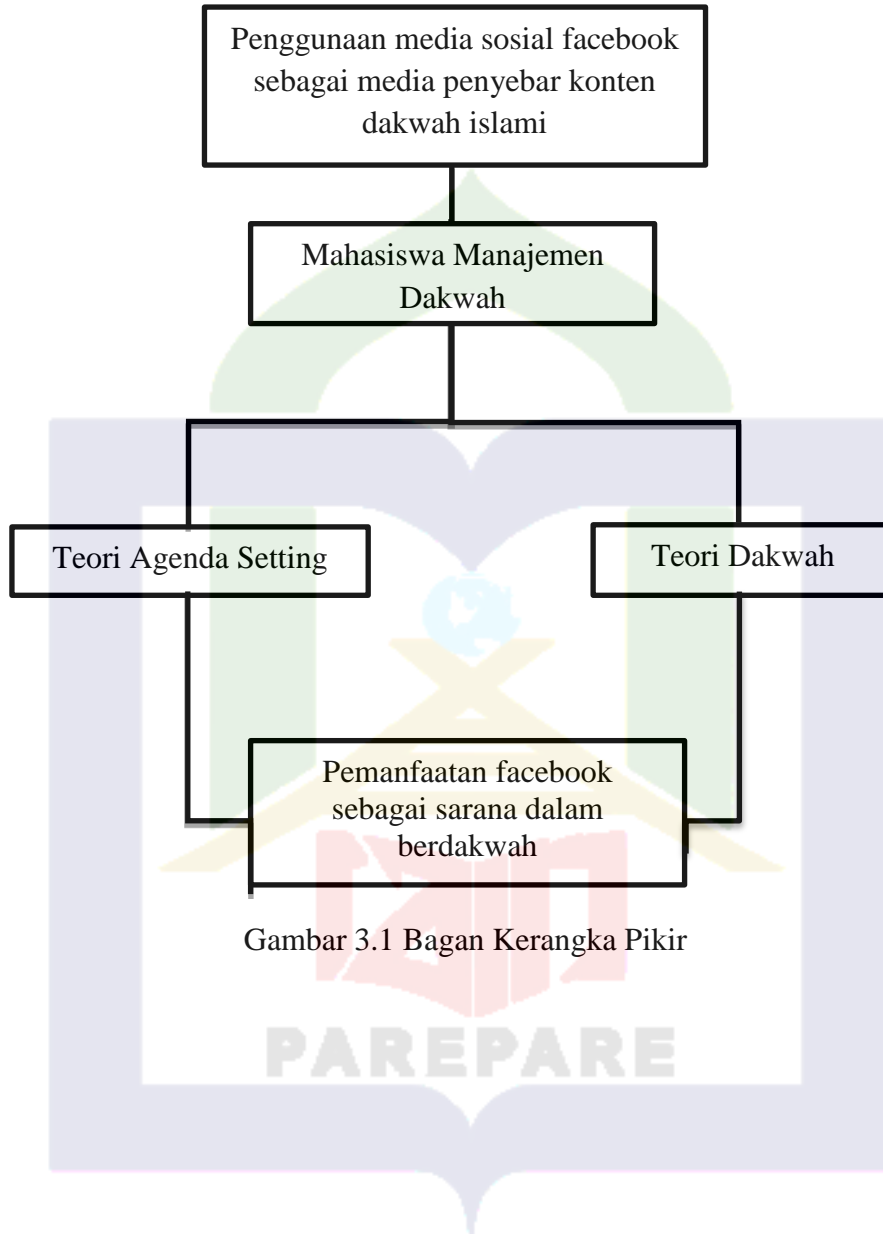 Penggunaan media sosial facebook
sebagai media penyebar konten
dakwah islami
Mahasiswa Manajemen
Dakwah
Teori Agenda Setting
Teori Dakwah
Pemanfaatan facebook
sebagai sarana dalam
berdakwah
Gambar 3.1 Bagan Kerangka Pikir
PAREPARE